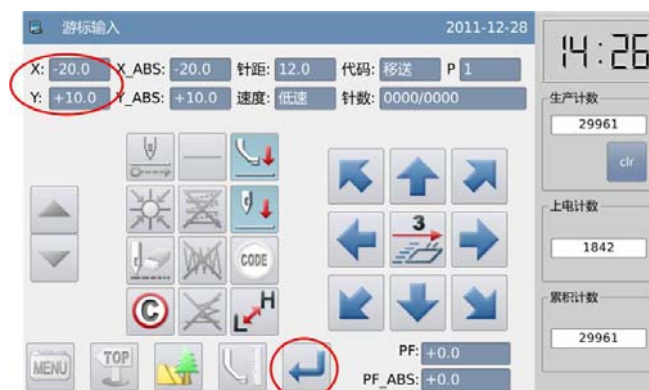 游标输入 2011-12-28
14:26
X: -20.0 X_ABS: -20.0 针距: 12.0 代码: 移送 P 1
Y: +10.0 Y_ABS: +10.0 速度: 低速 针数: 0000/0000
生产计数
29961
clr
上电计数
1842
累积计数
29961
3
CODE
C
L H
MENU
TOP
PF: +0.0
PF_ABS: +0.0